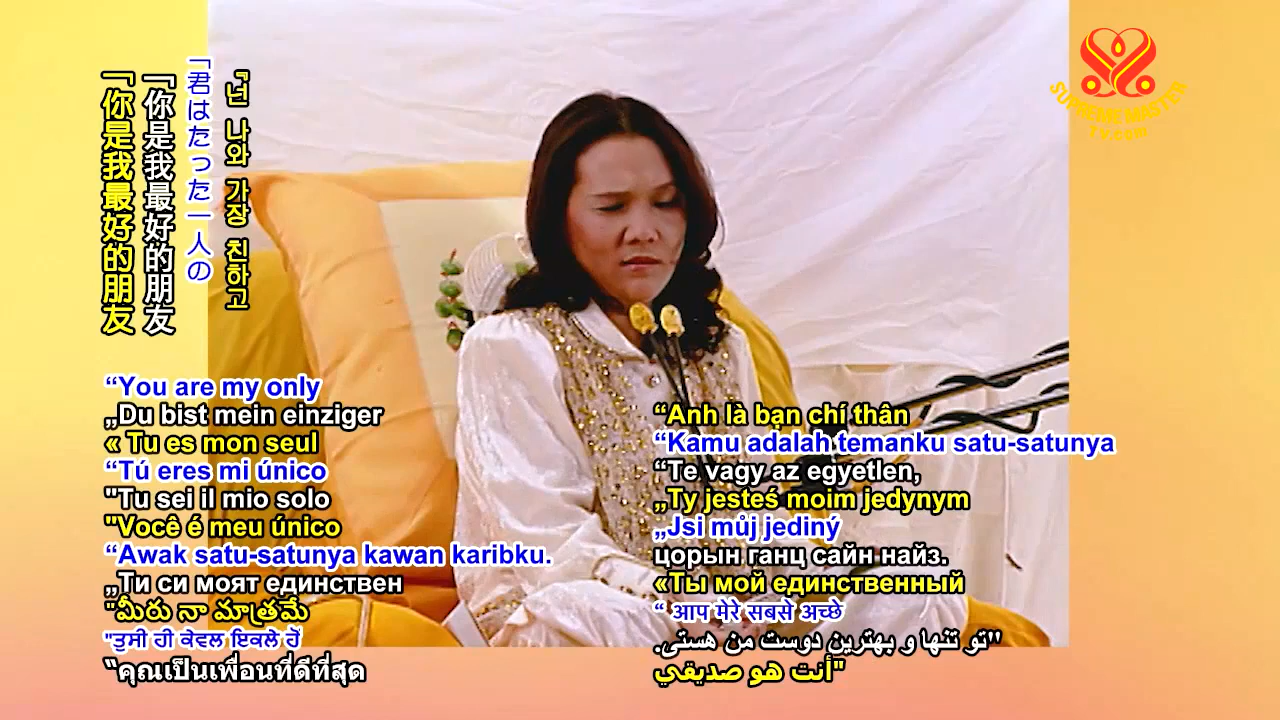 「你是我最好的朋友
「你是我最好的朋友
「君はたった一人の
『넌 나와 가장 친하고
SUPREME MASTER
TV.COM
“You are my only
„Du bist mein einziger
« Tu es mon seul
“Tú eres mi único
"Tu sei il mio solo
"Você é meu único
“Awak satu-satunya kawan karibku.
„Ти си моят единствен
"మీరు నా మాత్రమే
"ਤੁਸੀ ਹੀ ਕੇਵਲ ਇਕਲੇ ਹੋ
“คุณเป็นเพื่อนที่ดีที่สุด
“Anh là bạn chí thân
“Kamu adalah temanku satu-satunya
“Te vagy az egyetlen,
„Ty jesteś moim jedynym
„Jsi můj jediný
цорын ганц сайн найз.
«Ты мой единственный
“ आप मेरे सबसे अच्छे
"تو تنها و بهترین دوست من هستی.
"أنت هو صديقي